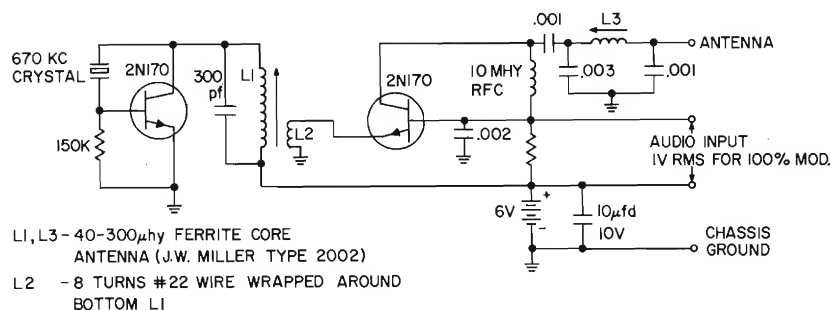 .001
L3
ANTENNA
670 KC
CRYSTAL
2N170
300
pf
L1
2N170
10 MHY
RFC
.003
.001
L2
.002
150K
AUDIO INPUT
1V RMS FOR 100% MOD.
+
6V
-
10μfd
10V
CHASSIS
GROUND
L1, L3 - 40-300μhy FERRITE CORE
ANTENNA (J.W. MILLER TYPE 2002)
L2 - 8 TURNS #22 WIRE WRAPPED AROUND
BOTTOM L1